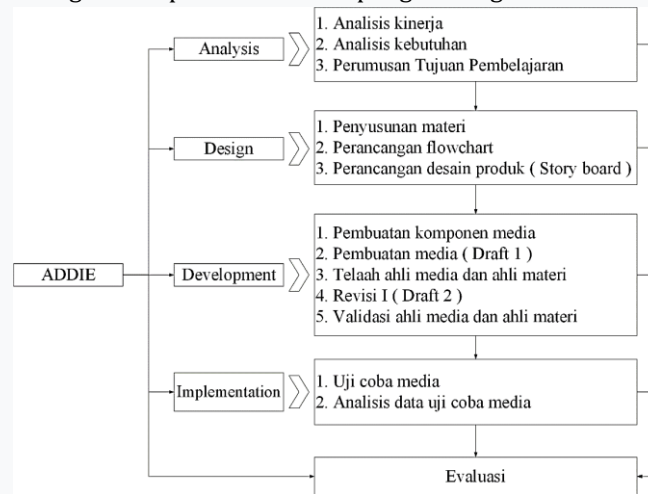 Analysis
1. Analisis kinerja
2. Analisis kebutuhan
3. Perumusan Tujuan Pembelajaran
Design
1. Penyusunan materi
2. Perancangan flowchart
3. Perancangan desain produk ( Story board )
ADDIE
Development
1. Pembuatan komponen media
2. Pembuatan media ( Draft 1 )
3. Telaah ahli media dan ahli materi
4. Revisi I ( Draft 2 )
5. Validasi ahli media dan ahli materi
Implementation
1. Uji coba media
2. Analisis data uji coba media
Evaluasi